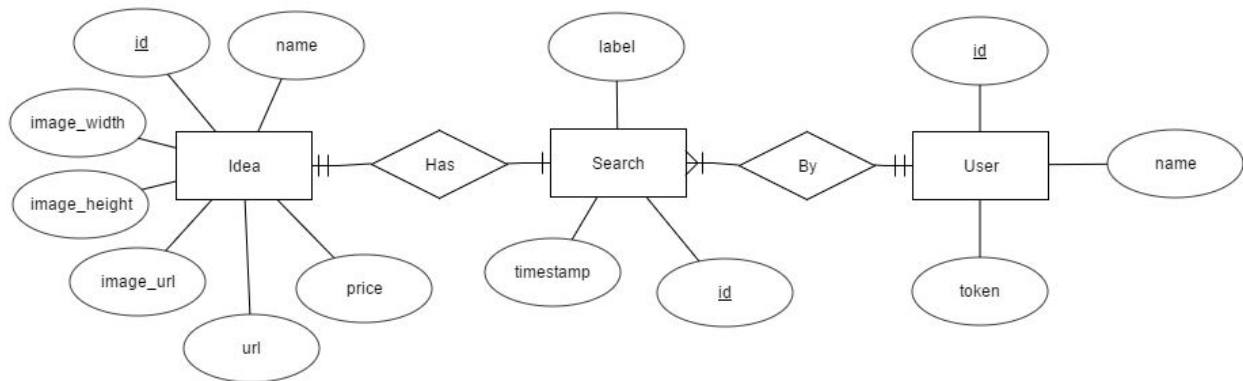 id
name
image_width
image_height
image_url
url
price
Idea
Has
label
Search
timestamp
id
By
id
User
name
token